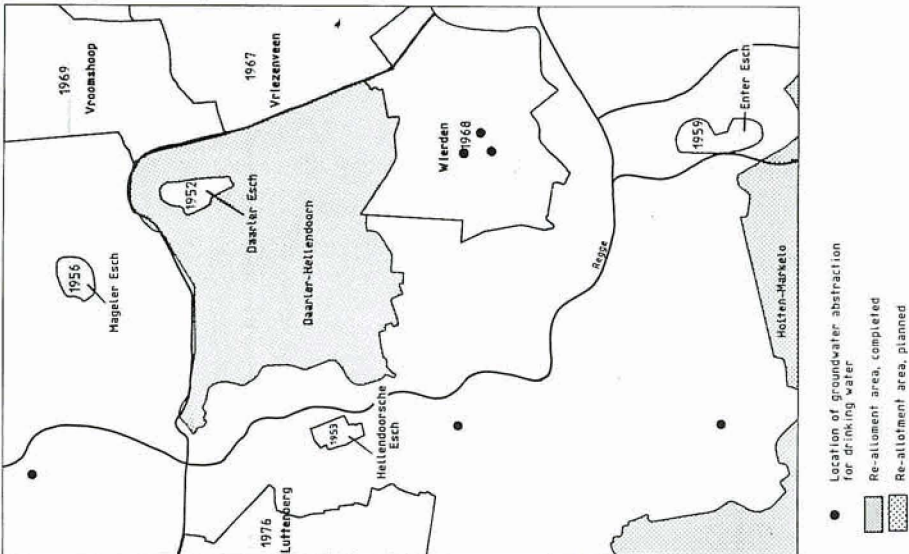 1969
Vroomshoop
1956
Mageler Esch
1952
Daarler Esch
1967
Vriezenveen
1976
Luttenberg
1953
Hellendoorsche
Esch
Daarler-Hellendoorn
Wierden
1968
Regge
1959
Enter Esch
Holten-Markelo
Location of groundwater abstraction
for drinking water
Re-alloment area, completed
Re-allotment area, planned